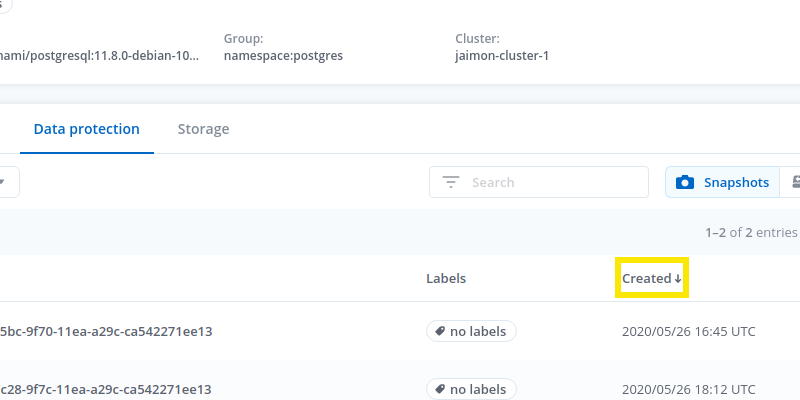 Group:
Cluster:
nami/postgresql:11.8.0-debian-10...
namespace:postgres
jaimon-cluster-1
Data protection
Storage
Search
Snapshots
1–2 of 2 entries
Labels
Created ↓
5bc-9f70-11ea-a29c-ca542271ee13
no labels
2020/05/26 16:45 UTC
c28-9f7c-11ea-a29c-ca542271ee13
no labels
2020/05/26 18:12 UTC